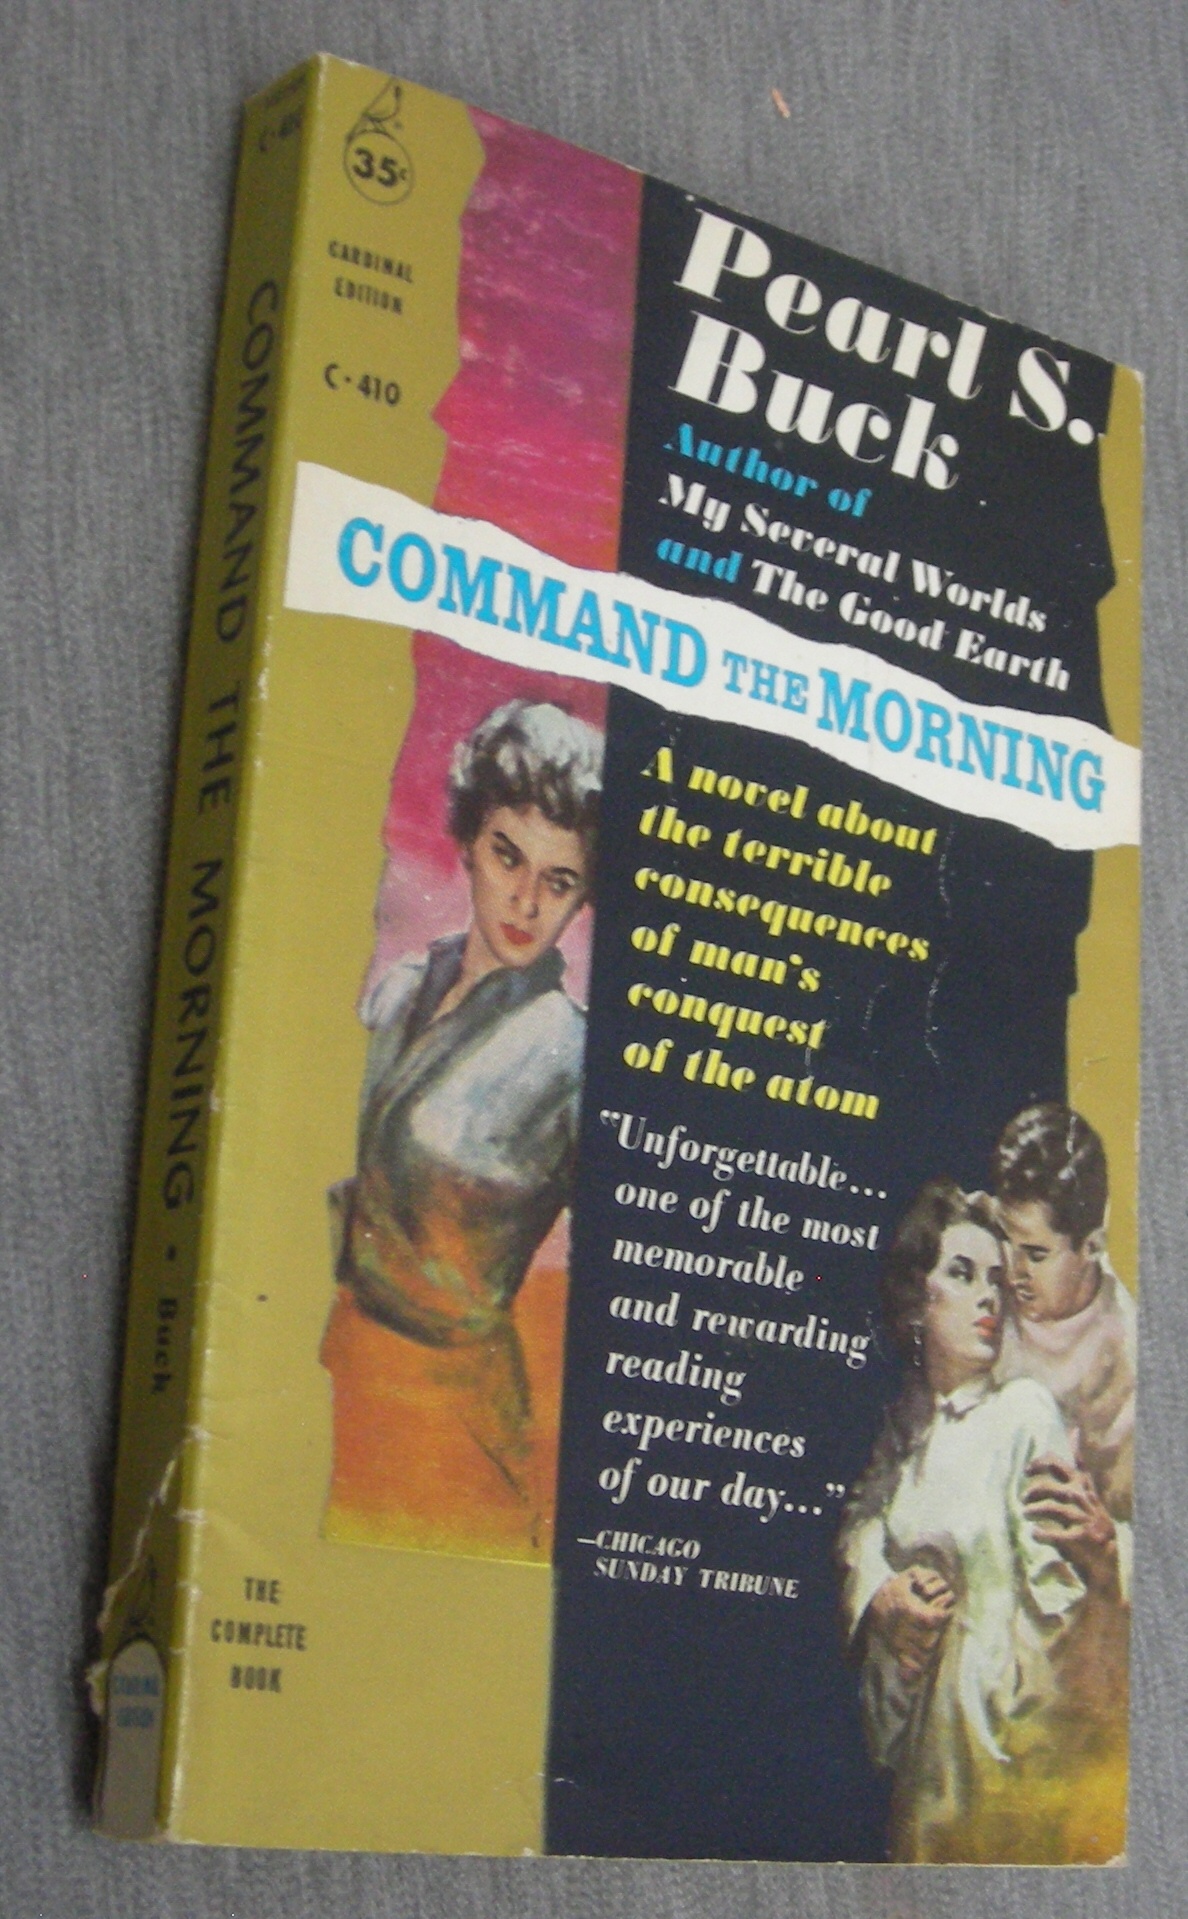 COMMAND THE MORNING • Buck
35¢
CARDINAL
EDITION
C·410
Pearl S.
Buck
Author of
My Several Worlds
and The Good Earth
COMMAND THE MORNING
A novel about
the terrible
consequences
of man's
conquest
of the atom
"Unforgettable...
one of the most
memorable
and rewarding
reading
experiences
of our day..."
—CHICAGO
SUNDAY TRIBUNE
THE
COMPLETE
BOOK